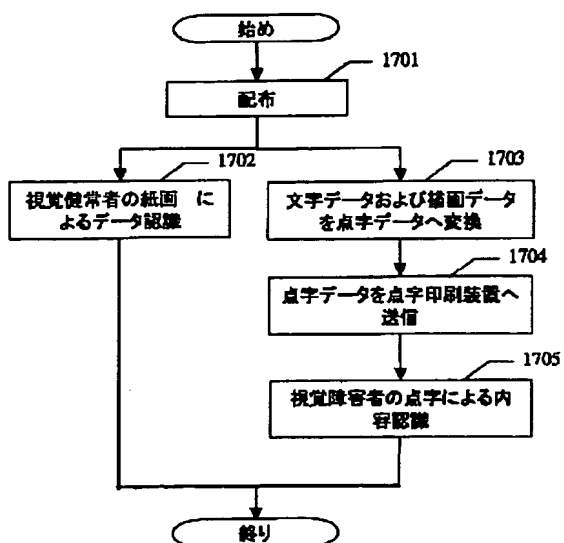 始め
1701
配布
1702
視覚健常者の紙画 に
よるデータ認識
1703
文字データおよび描画データ
を点字データへ変換
1704
点字データを点字印刷装置へ
送信
1705
視覚障害者の点字による内
容認識
終り